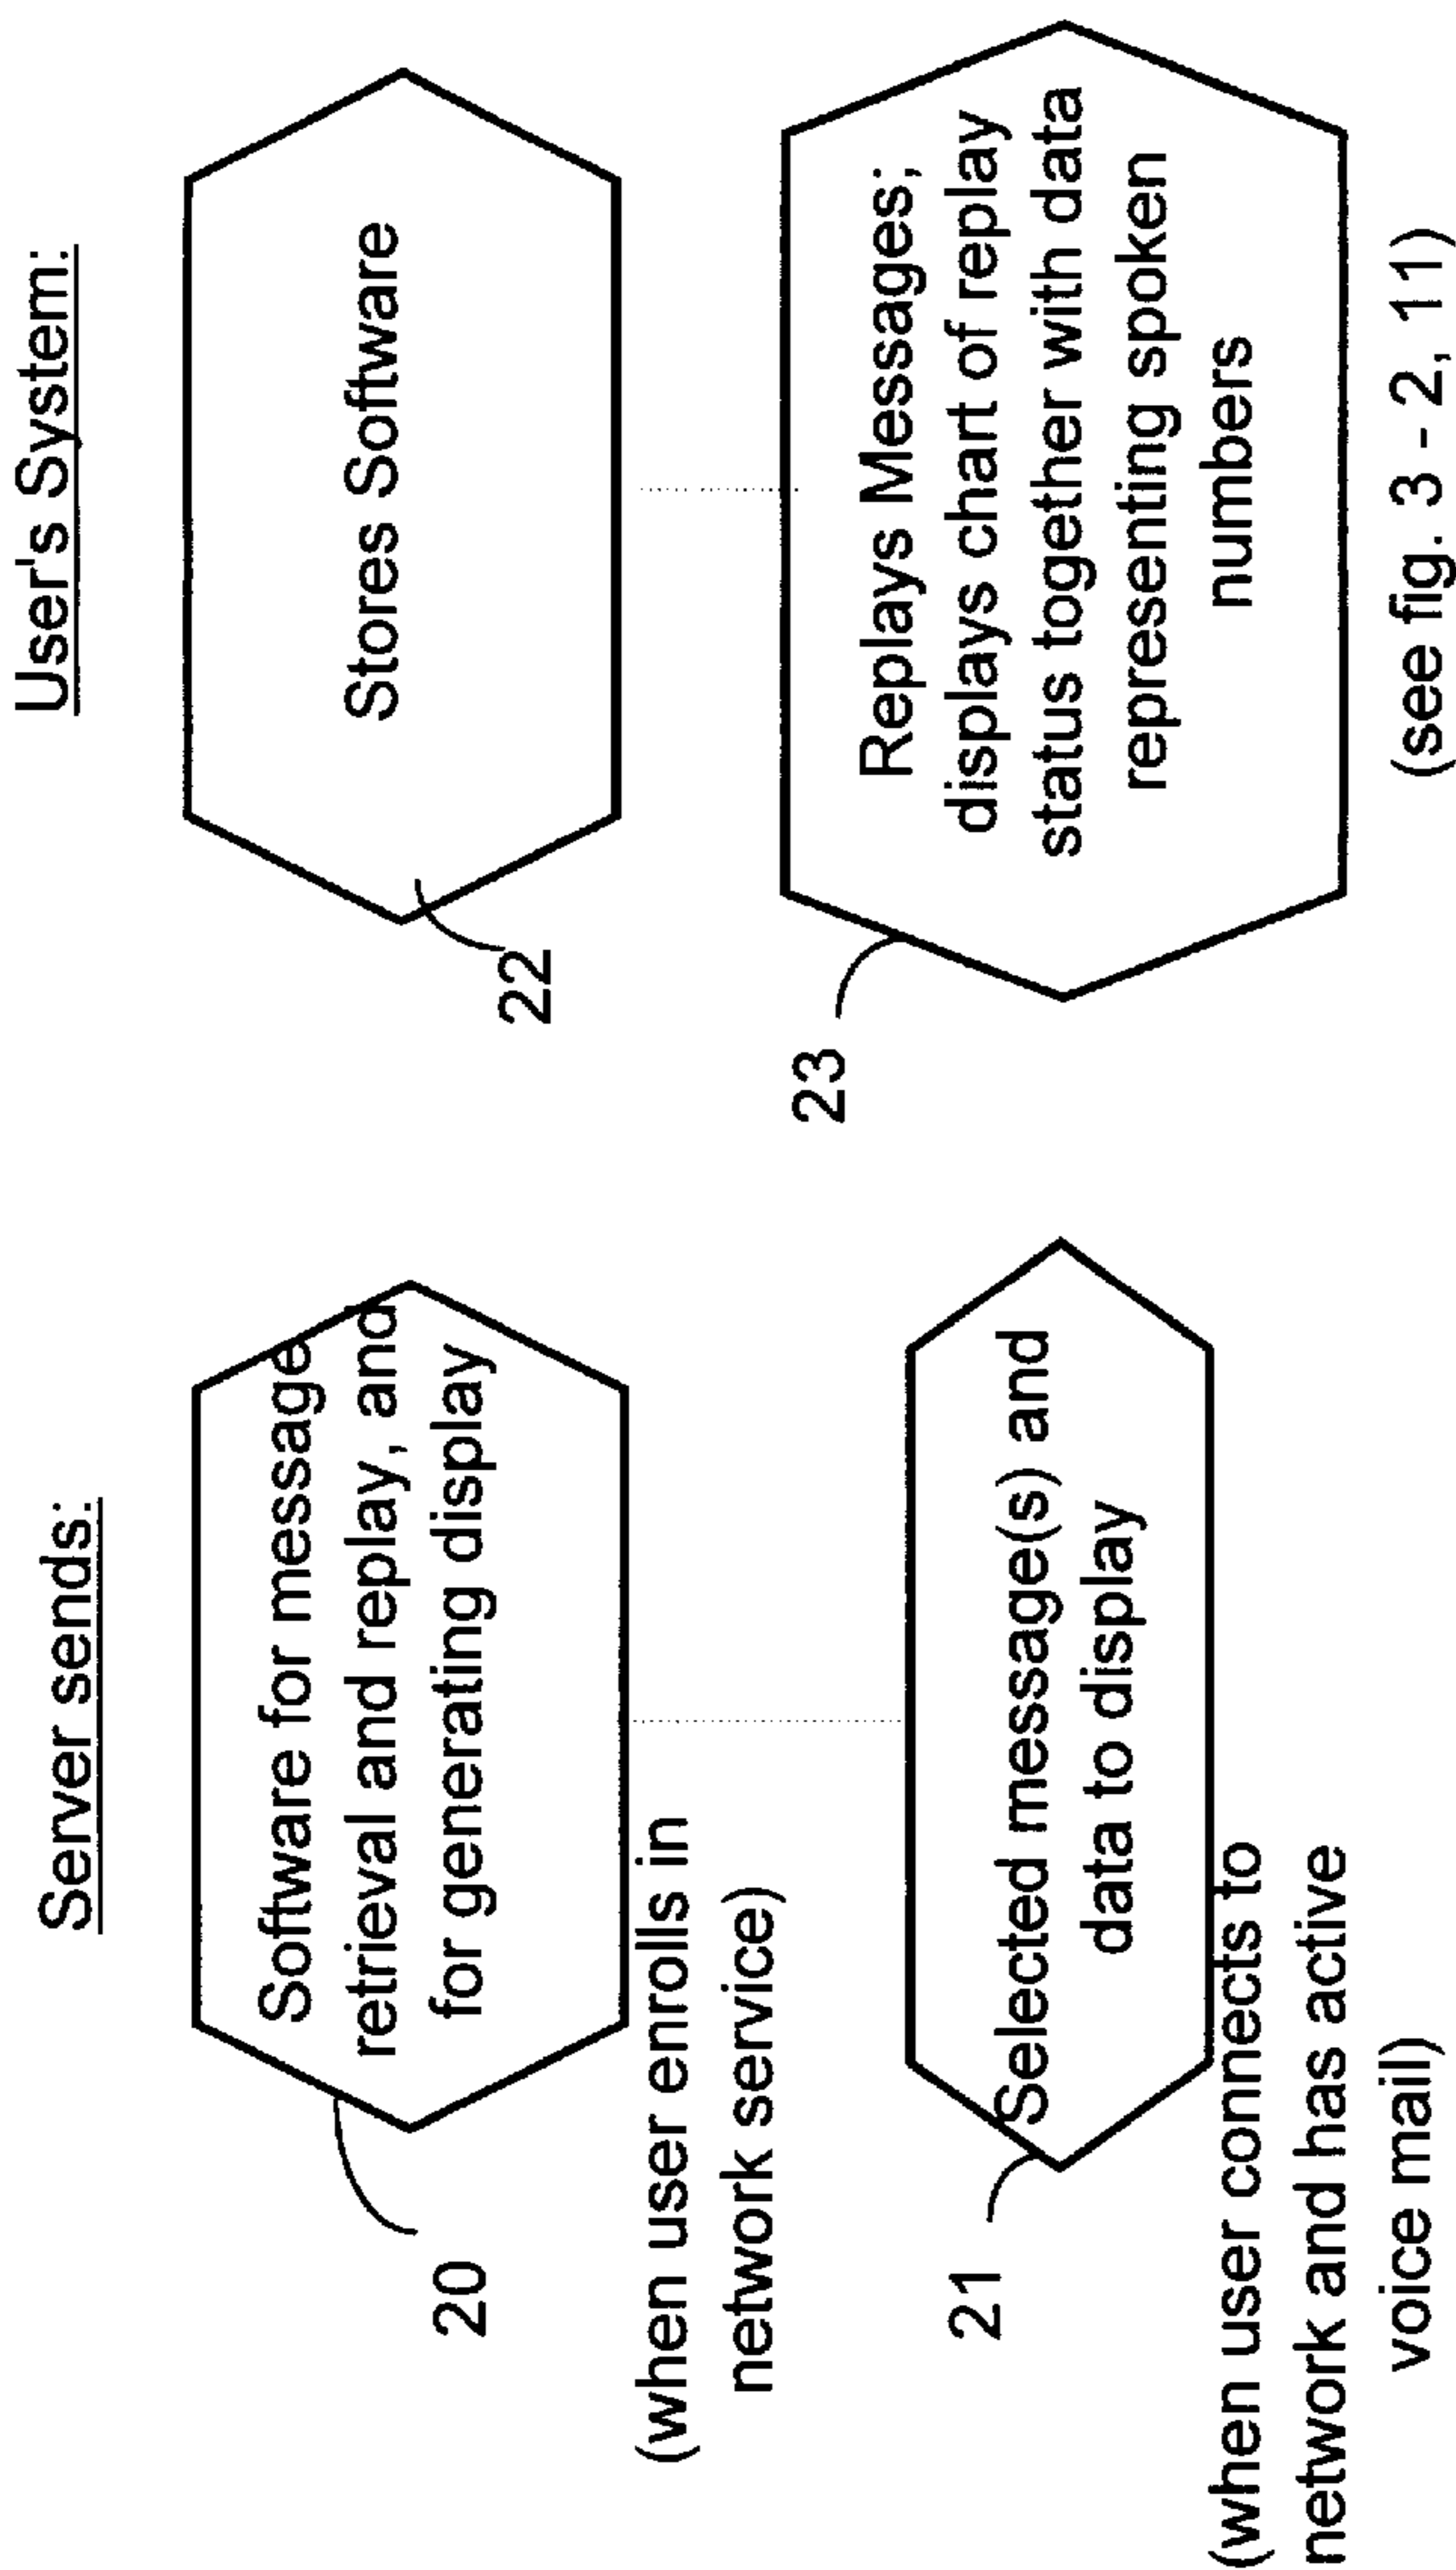 Server sends:
Software for message
retrieval and replay, and
for generating display
20
(when user enrolls in
network service)
Selected message(s) and
data to display
21
(when user connects to
network and has active
voice mail)
User's System:
Stores Software
22
Replays Messages;
displays chart of replay
status together with data
representing spoken
numbers
23
(see fig. 3 - 2, 11)